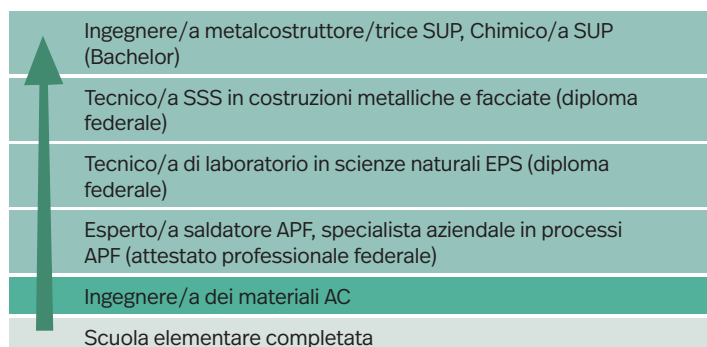 Ingegnere/a metalcostruttore/trice SUP, Chimico/a SUP
(Bachelor)
Tecnico/a SSS in costruzioni metalliche e facciate (diploma
federale)
Tecnico/a di laboratorio in scienze naturali EPS (diploma
federale)
Esperto/a saldatore APF, specialista aziendale in processi
APF (attestato professionale federale)
Ingegnere/a dei materiali AC
Scuola elementare completata